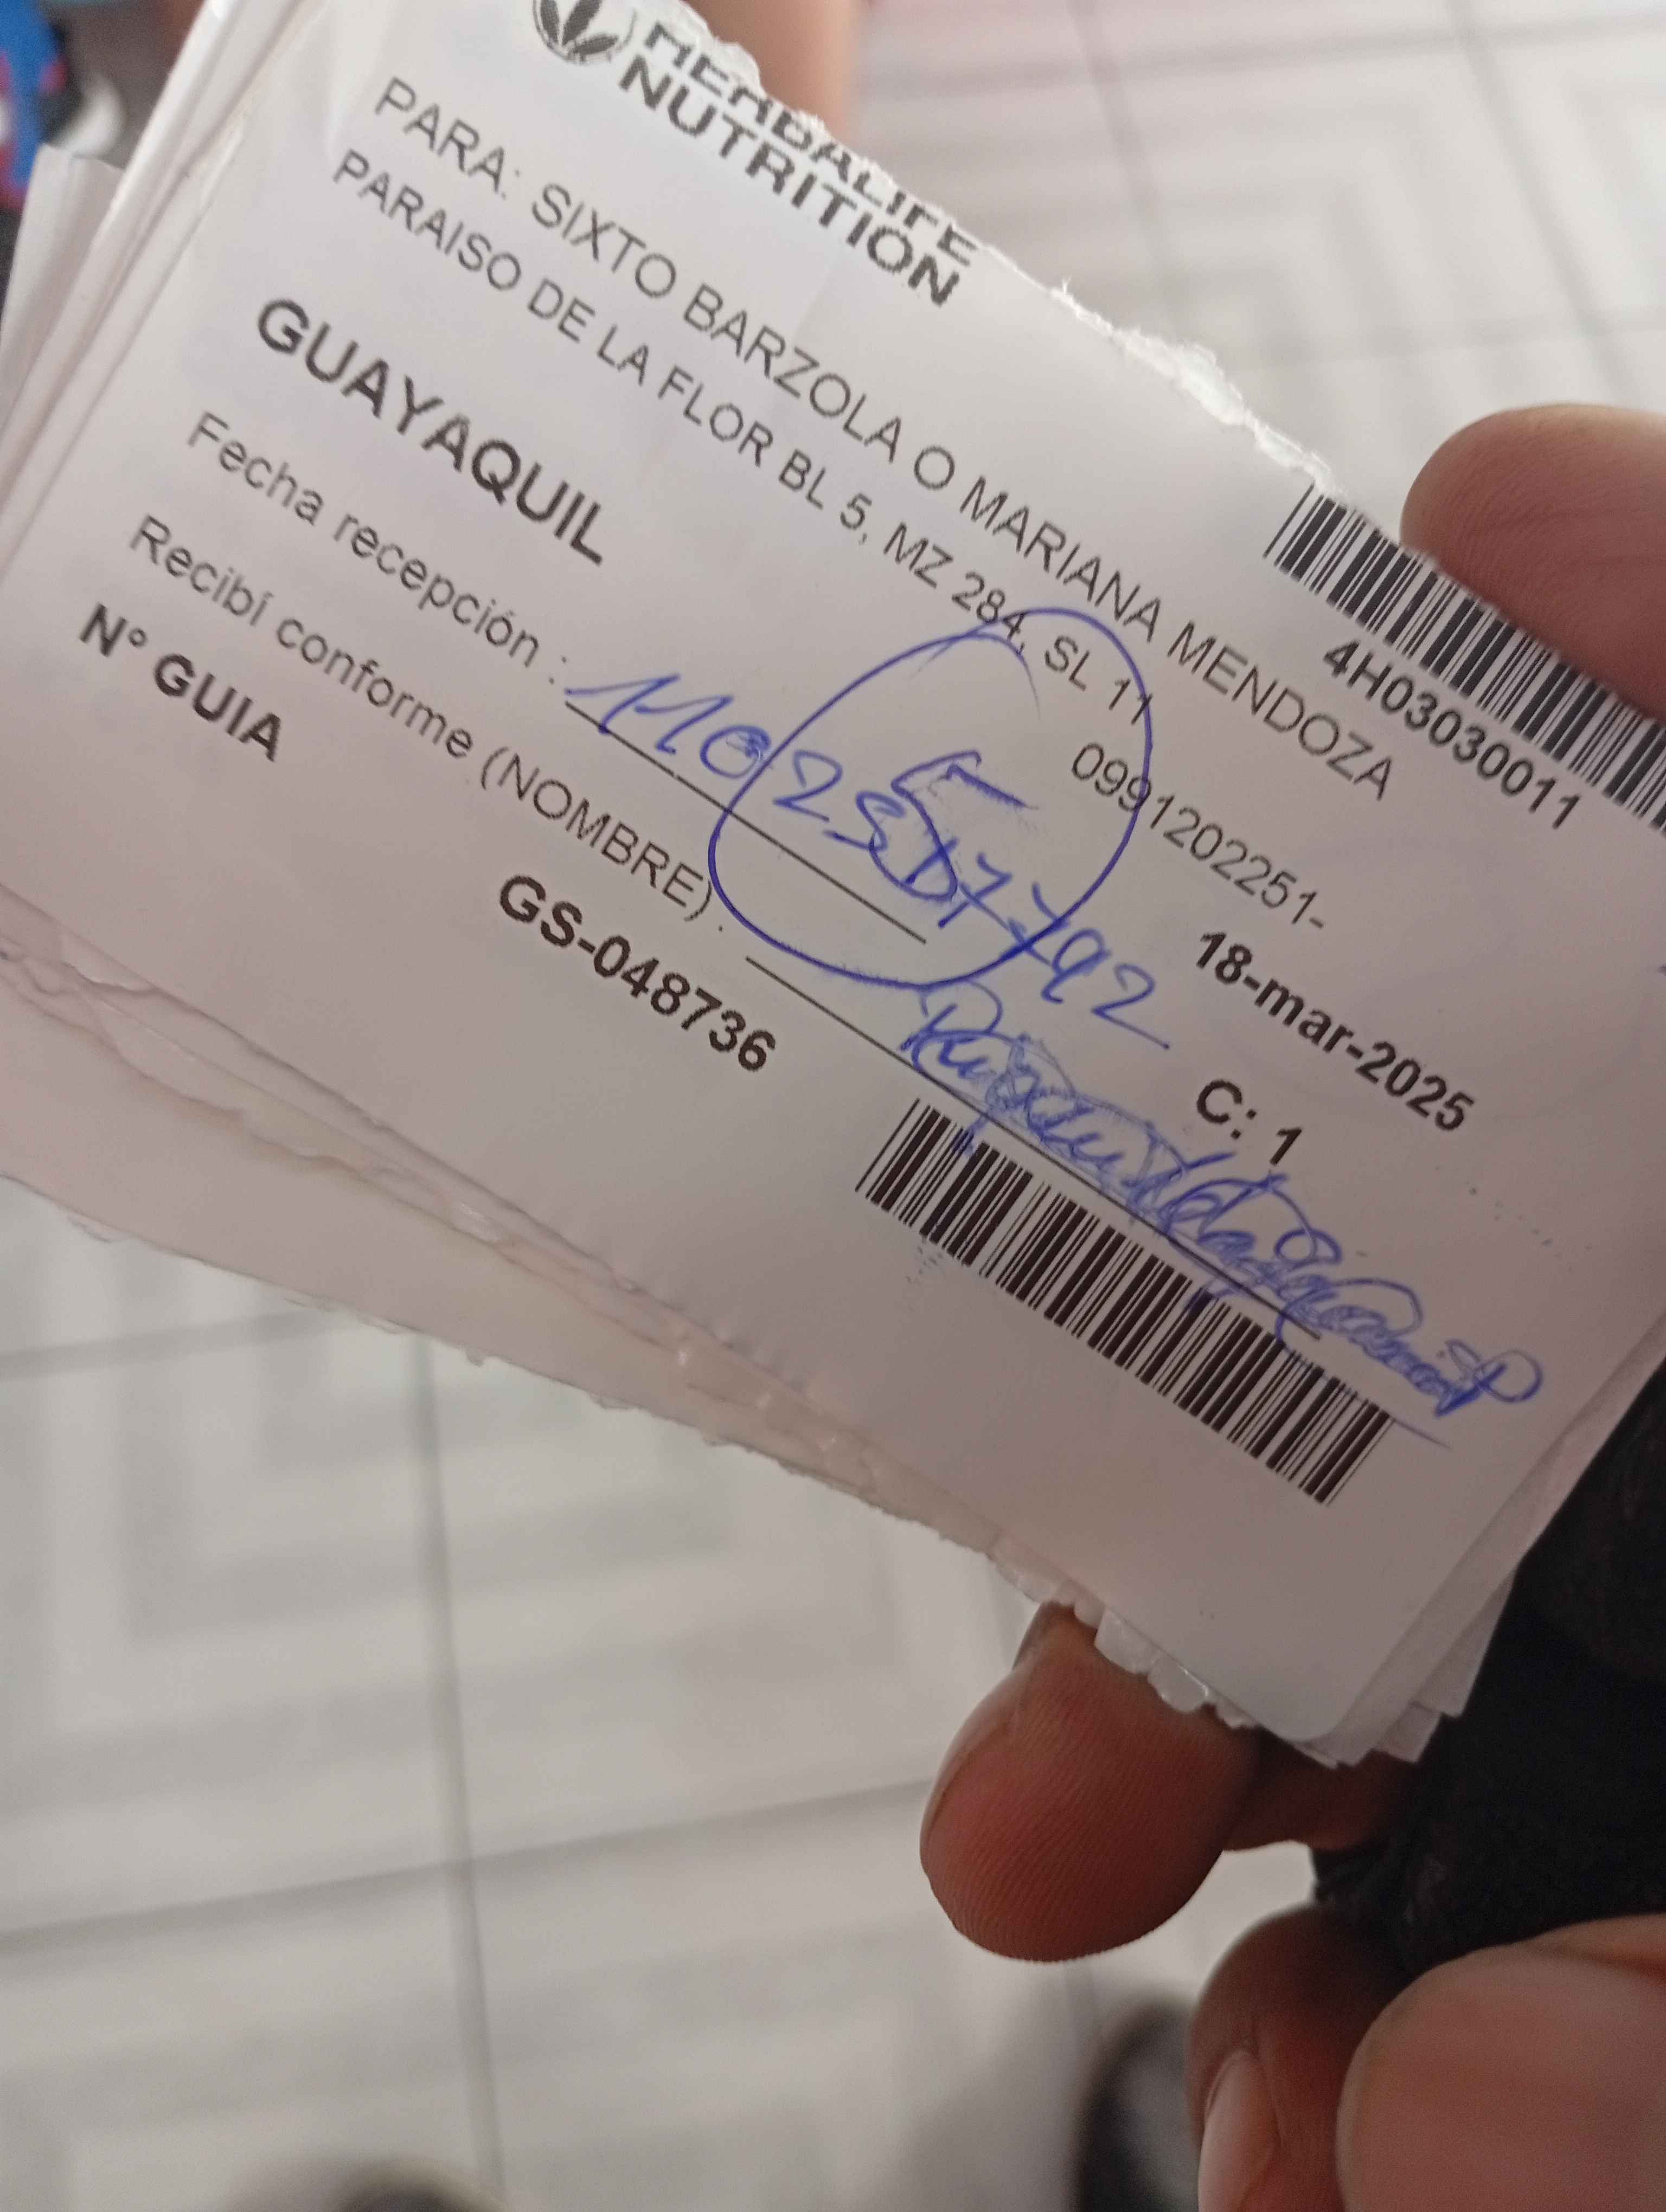 HERBALIFE
NUTRITION
4H03030011
PARA: SIXTO BARZOLA O MARIANA MENDOZA
PARAISO DE LA FLOR BL 5, MZ 284, SL 11
0991202251-
GUAYAQUIL
18-mar-2025
Fecha recepción :
5
Recibí conforme (NOMBRE) :
C: 1
N° GUIA
GS-048736